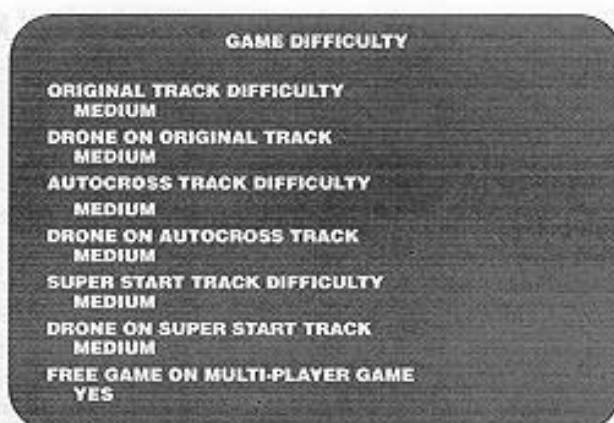 GAME DIFFICULTY
ORIGINAL TRACK DIFFICULTY
MEDIUM
DRONE ON ORIGINAL TRACK
MEDIUM
AUTOCROSS TRACK DIFFICULTY
MEDIUM
DRONE ON AUTOCROSS TRACK
MEDIUM
SUPER START TRACK DIFFICULTY
MEDIUM
DRONE ON SUPER START TRACK
MEDIUM
FREE GAME ON MULTI-PLAYER GAME
YES